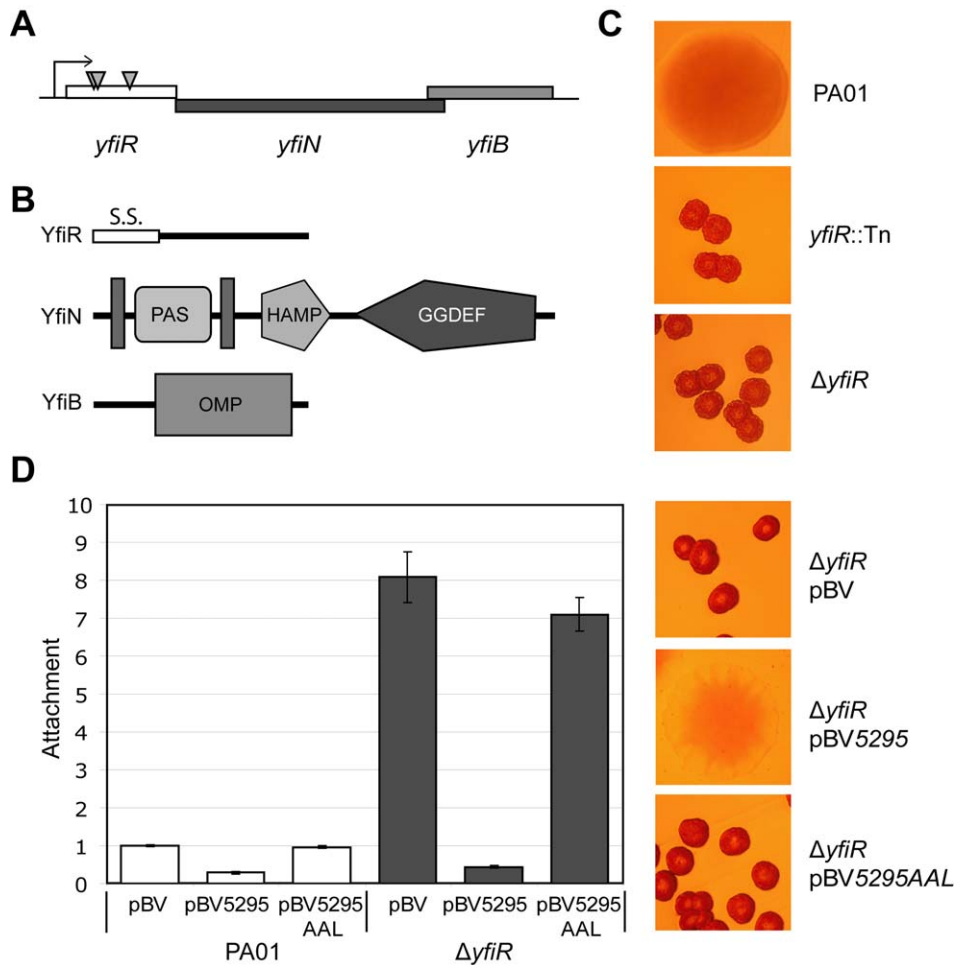 A
yfiR
yfiN
yfiB
B
S.S.
YfiR
YfiN
PAS
HAMP
GGDEF
YfiB
OMP
C
PA01
yfiR::Tn
ΔyfiR
D
Attachment
10
9
8
7
6
5
4
3
2
1
0
pBV
pBV5295
pBV5295
AAL
pBV
pBV5295
pBV5295
AAL
PA01
ΔyfiR
ΔyfiR
pBV
ΔyfiR
pBV5295
ΔyfiR
pBV5295AAL